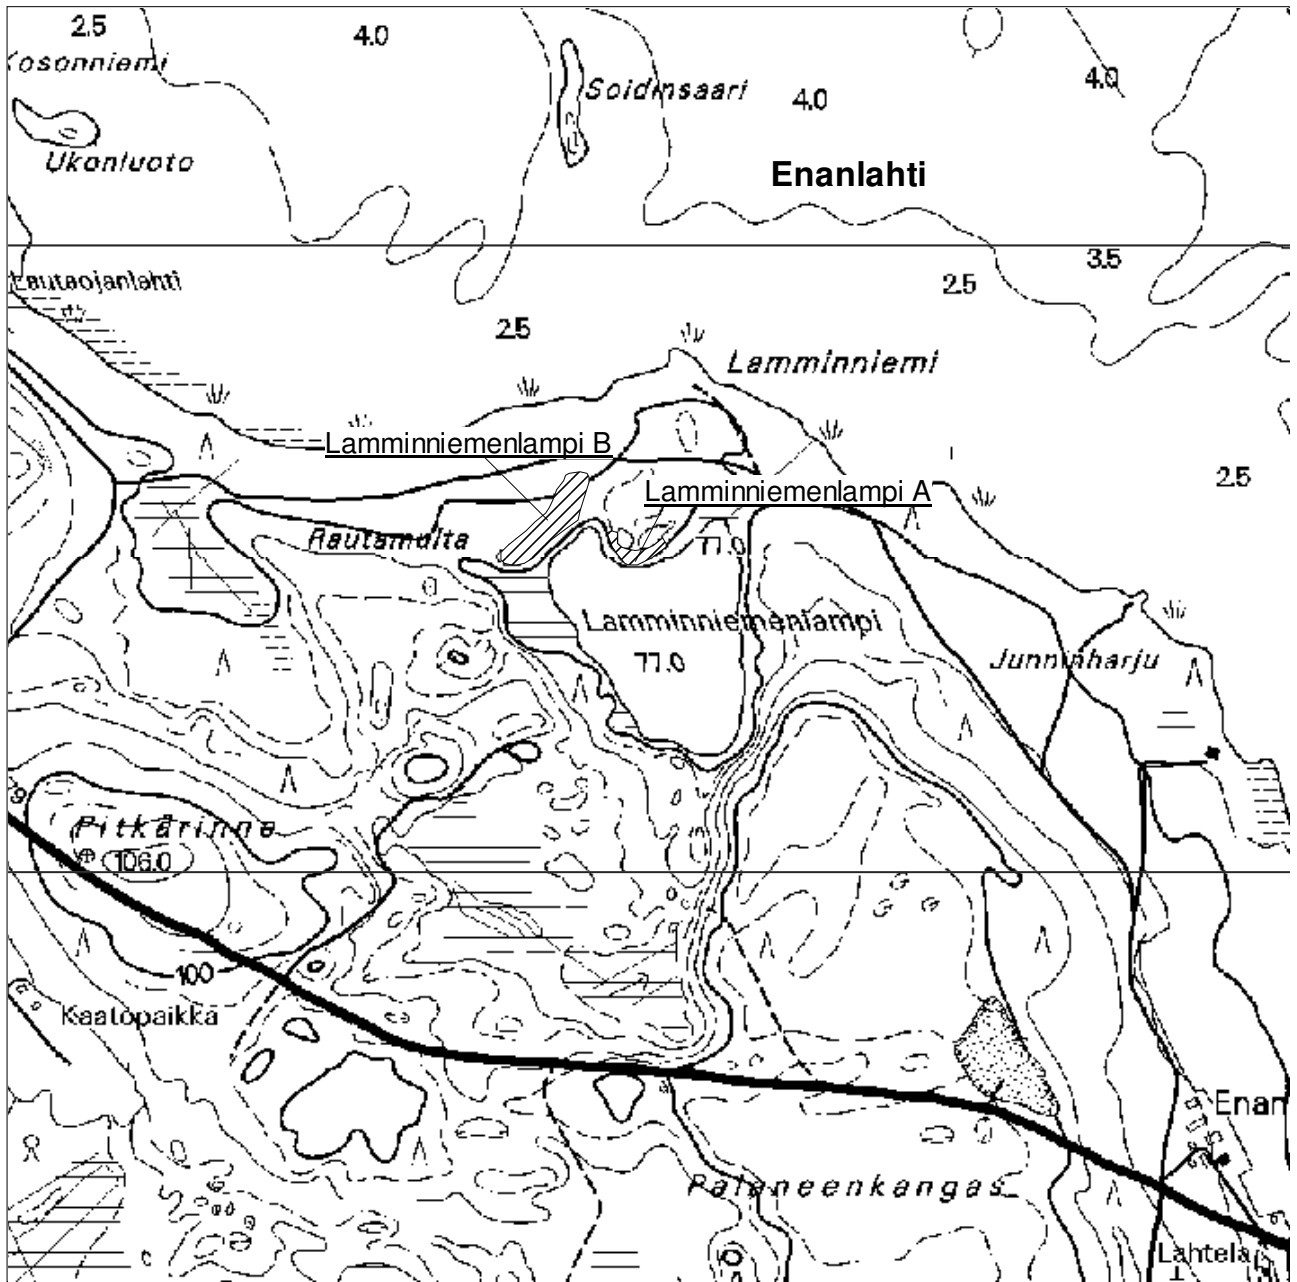 2.5
4.0
Kosonniemi
Soidinsaari
4.0
4.0
Ukonluoto
Enanlahti
3.5
Lautaojanlahti
2.5
2.5
Lamminniemi
Lamminniemenlampi B
2.5
Lamminniemenlampi A
Rautamulta
77.0
Lamminniemenlampi
77.0
Junninharju
Pitkärinne
106.0
100
Kaatopaikka
Enan
Palaneenkangas
Lahtela